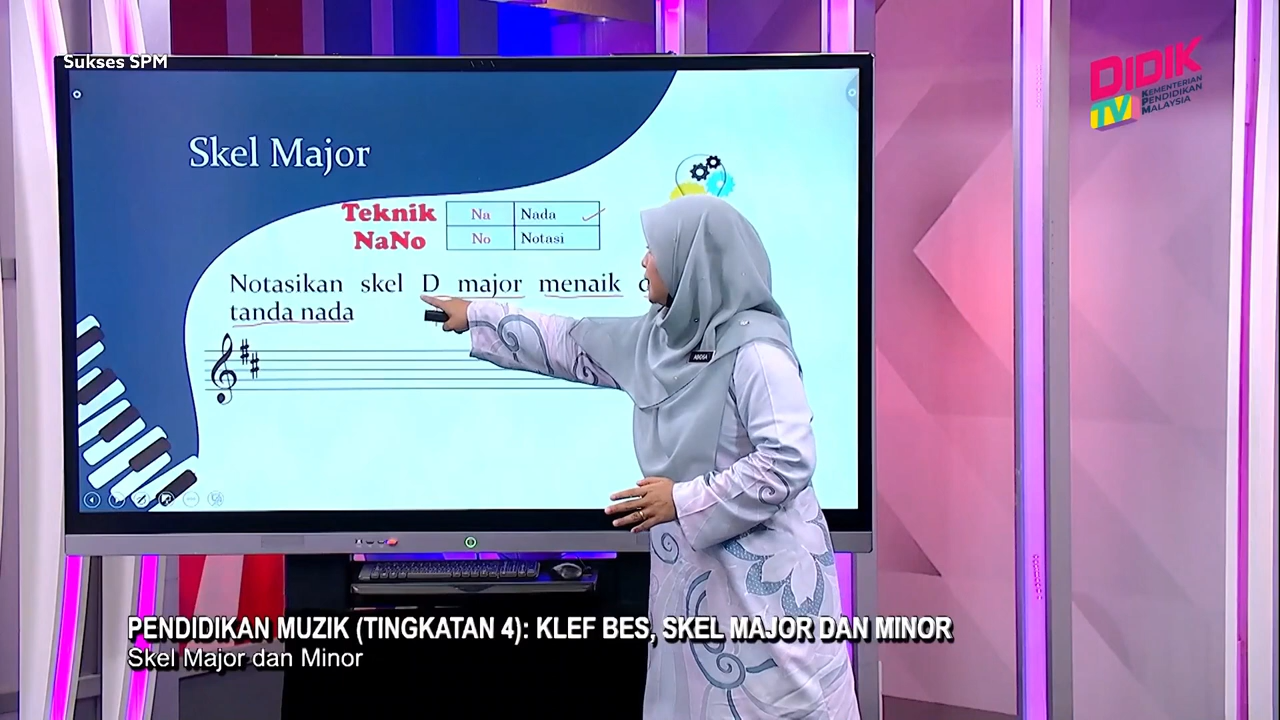 Sukses SPM
DIDIK
TV
KEMENTERIAN
PENDIDIKAN
MALAYSIA
Skel Major
Teknik
NaNo
Na Nada
No Notasi
Notasikan skel D major menaik
tanda nada
PENDIDIKAN MUZIK (TINGKATAN 4): KLEF BES, SKEL MAJOR DAN MINOR
Skel Major dan Minor